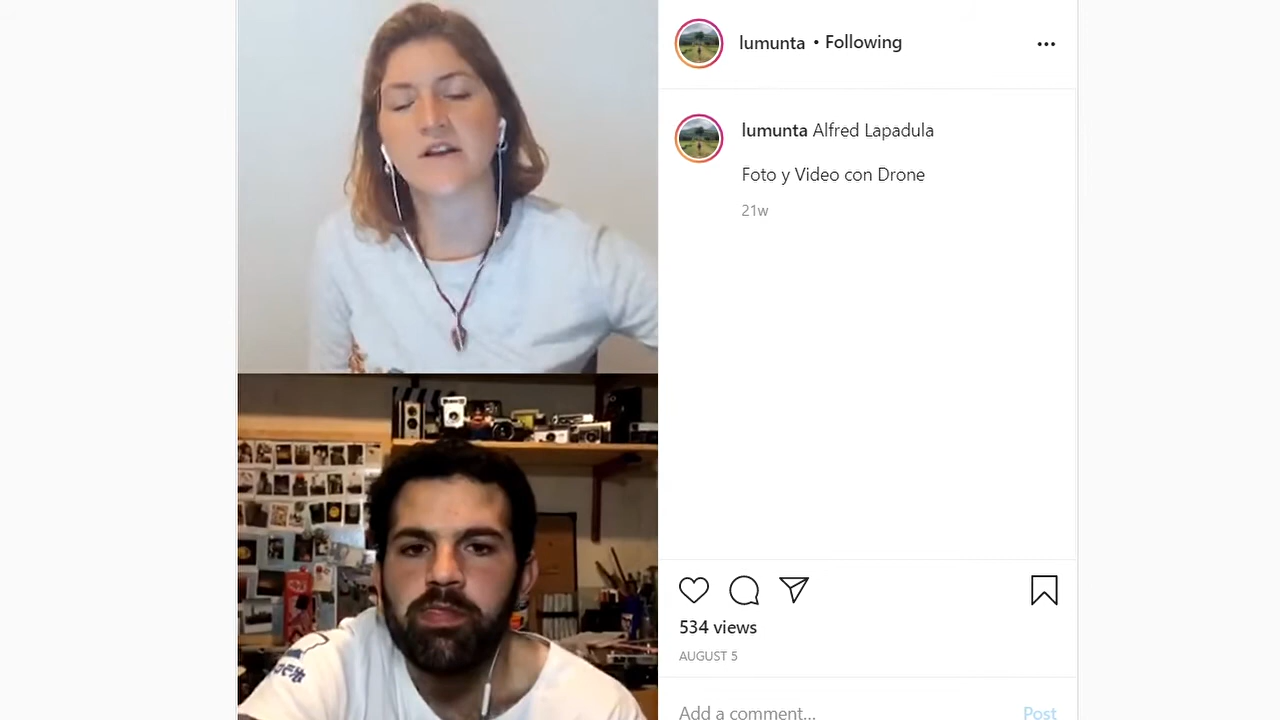 lumunta • Following
lumunta Alfred Lapadula
Foto y Video con Drone
21w
534 views
AUGUST 5
Add a comment...
Post